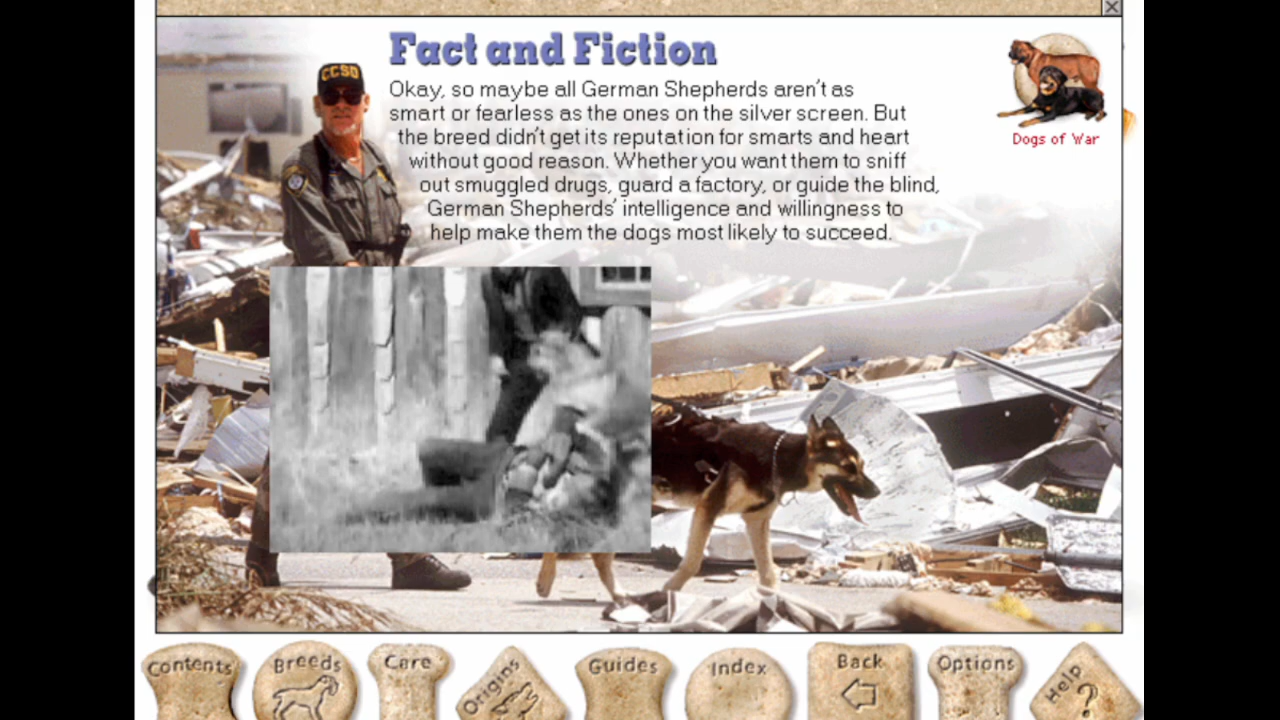 Fact and Fiction
CCSO
Okay, so maybe all German Shepherds aren't as
smart or fearless as the ones on the silver screen. But
the breed didn't get its reputation for smarts and heart
without good reason. Whether you want them to sniff
out smuggled drugs, guard a factory, or guide the blind,
German Shepherds' intelligence and willingness to
help make them the dogs most likely to succeed.
Dogs of War
Contents
Breeds
Care
Origins
Guides
Index
Back
Options
Help
?